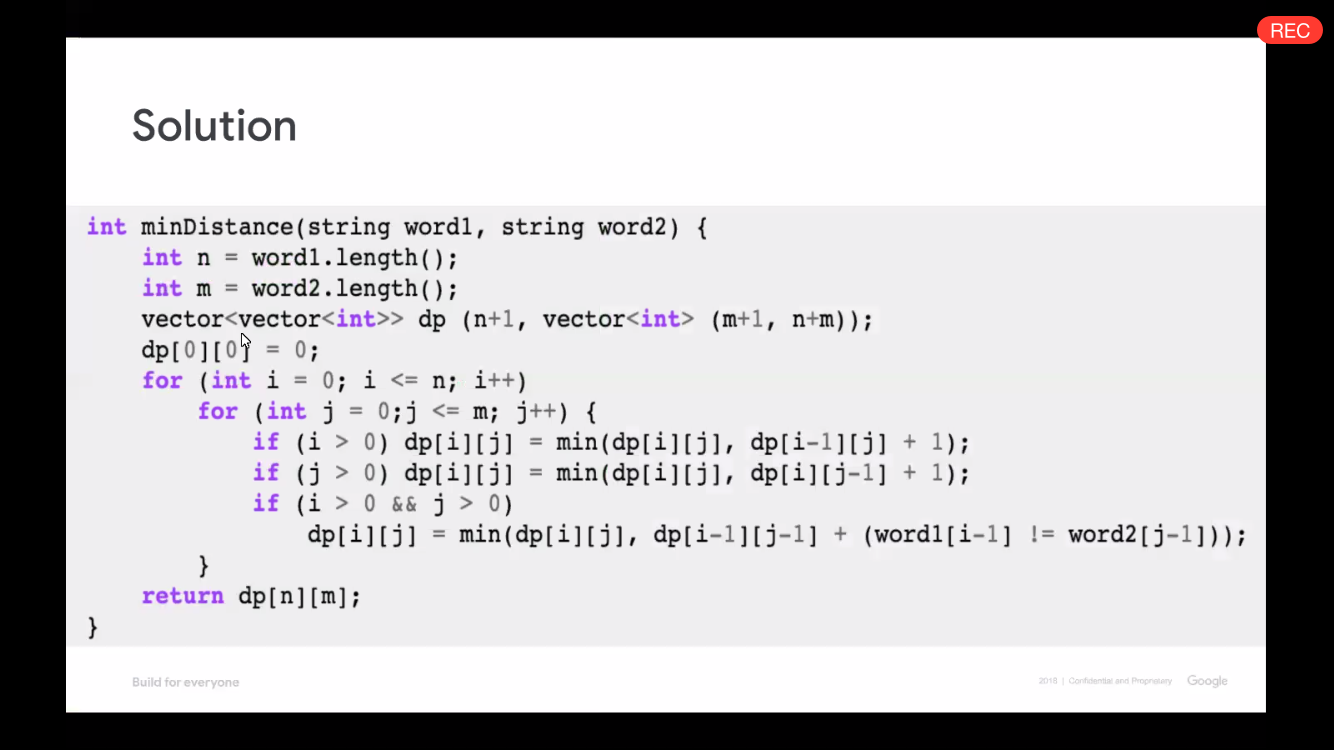 REC
Solution
int minDistance(string word1, string word2) {
    int n = word1.length();
    int m = word2.length();
    vector<vector<int>> dp (n+1, vector<int> (m+1, n+m));
    dp[0][0] = 0;
    for (int i = 0; i <= n; i++)
        for (int j = 0;j <= m; j++) {
            if (i > 0) dp[i][j] = min(dp[i][j], dp[i-1][j] + 1);
            if (j > 0) dp[i][j] = min(dp[i][j], dp[i][j-1] + 1);
            if (i > 0 && j > 0)
                dp[i][j] = min(dp[i][j], dp[i-1][j-1] + (word1[i-1] != word2[j-1]));
        }
    return dp[n][m];
}
Build for everyone
2018 | Confidential and Proprietary Google